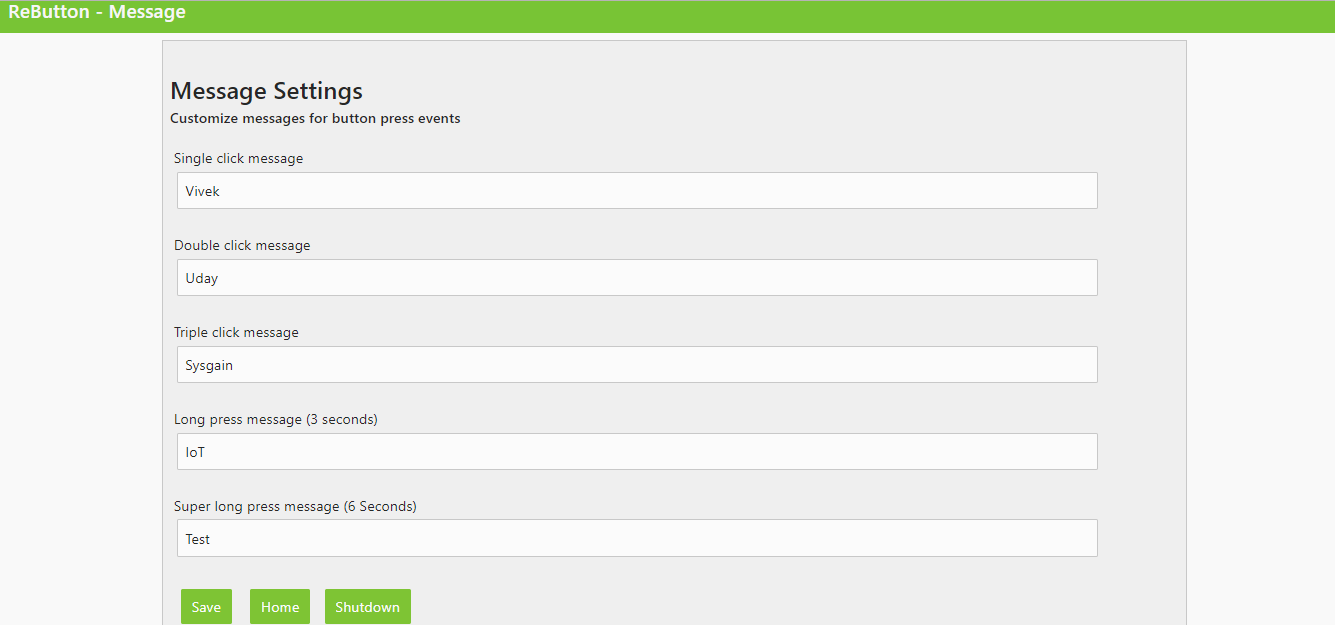 ReButton - Message
Message Settings
Customize messages for button press events
Single click message
Vivek
Double click message
Uday
Triple click message
Sysgain
Long press message (3 seconds)
IoT
Super long press message (6 Seconds)
Test
Save Home Shutdown